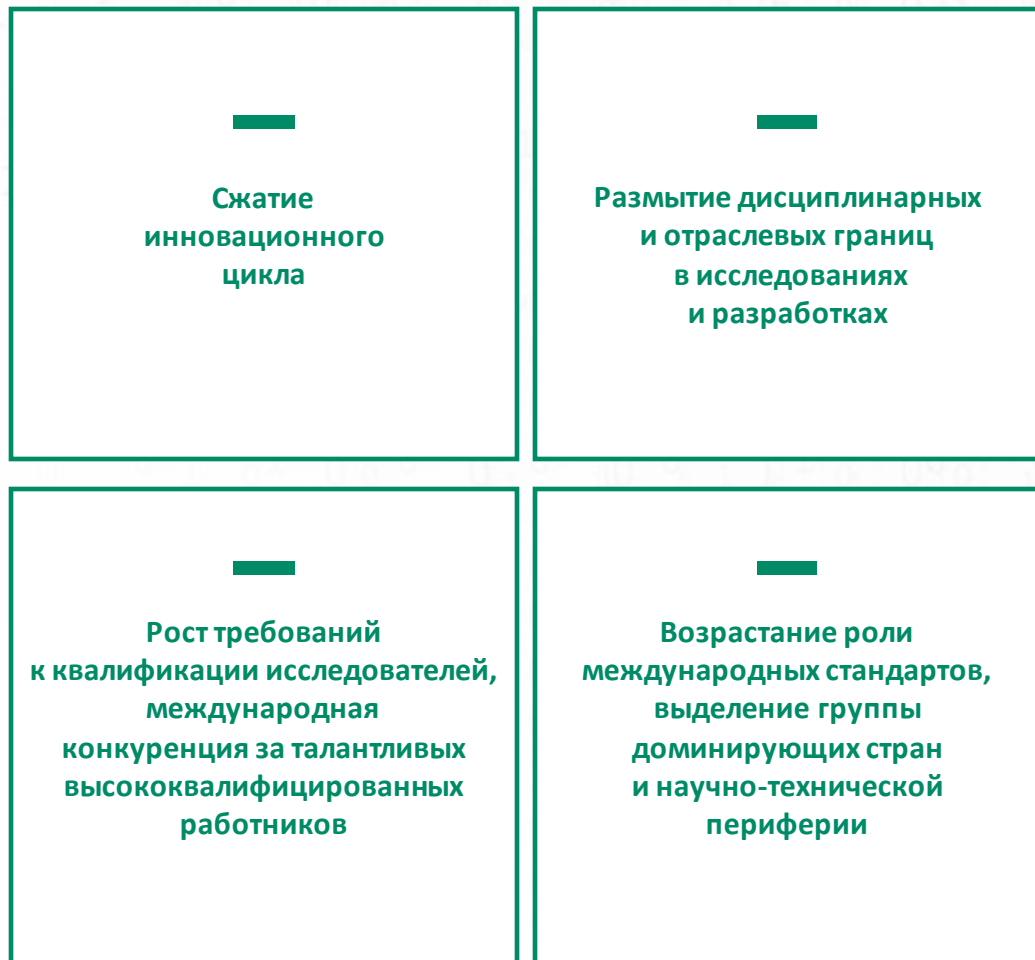 Сжатие
инновационного
цикла
Размытие дисциплинарных
и отраслевых границ
в исследованиях
и разработках
Рост требований
к квалификации исследователей,
международная
конкуренция за талантливых
высококвалифицированных
работников
Возрастание роли
международных стандартов,
выделение группы
доминирующих стран
и научно-технической
периферии